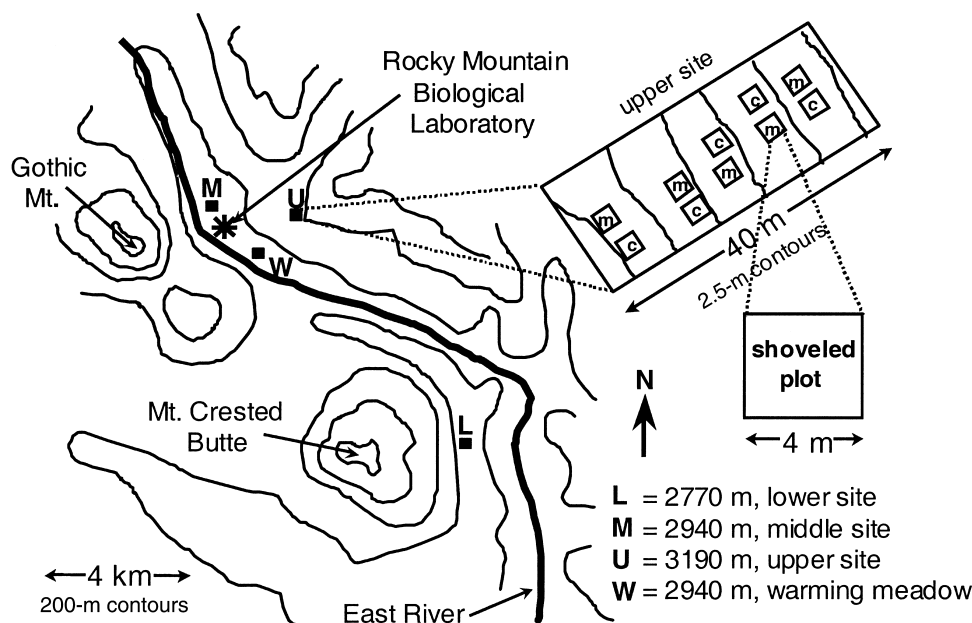 Rocky Mountain
Biological
Laboratory
upper site
m
c
c
m
c
m
m
c
m
c
Gothic
Mt.
M
U
W
40 m
2.5-m contours
shoveled
plot
4 m
N
Mt. Crested
Butte
L
L = 2770 m, lower site
M = 2940 m, middle site
U = 3190 m, upper site
W = 2940 m, warming meadow
4 km
200-m contours
East River